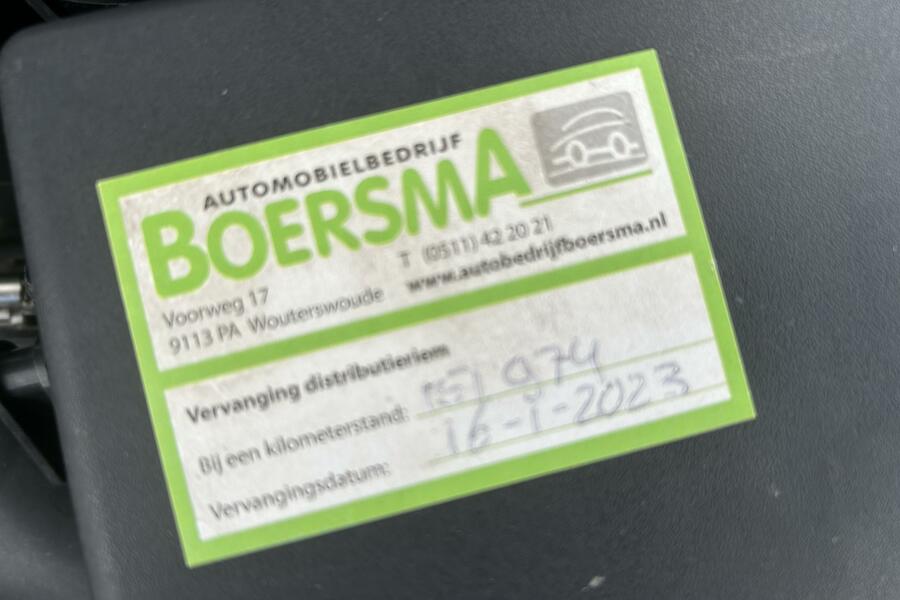 AUTOMOBIELBEDRIJF
BOERSMA
Voorweg 17
9113 PA Wouterswoude
T (0511) 42 20 21
www.autobedrijfboersma.nl
Vervanging distributieriem
Bij een kilometerstand: 974
Vervangingsdatum: 16-1-2023